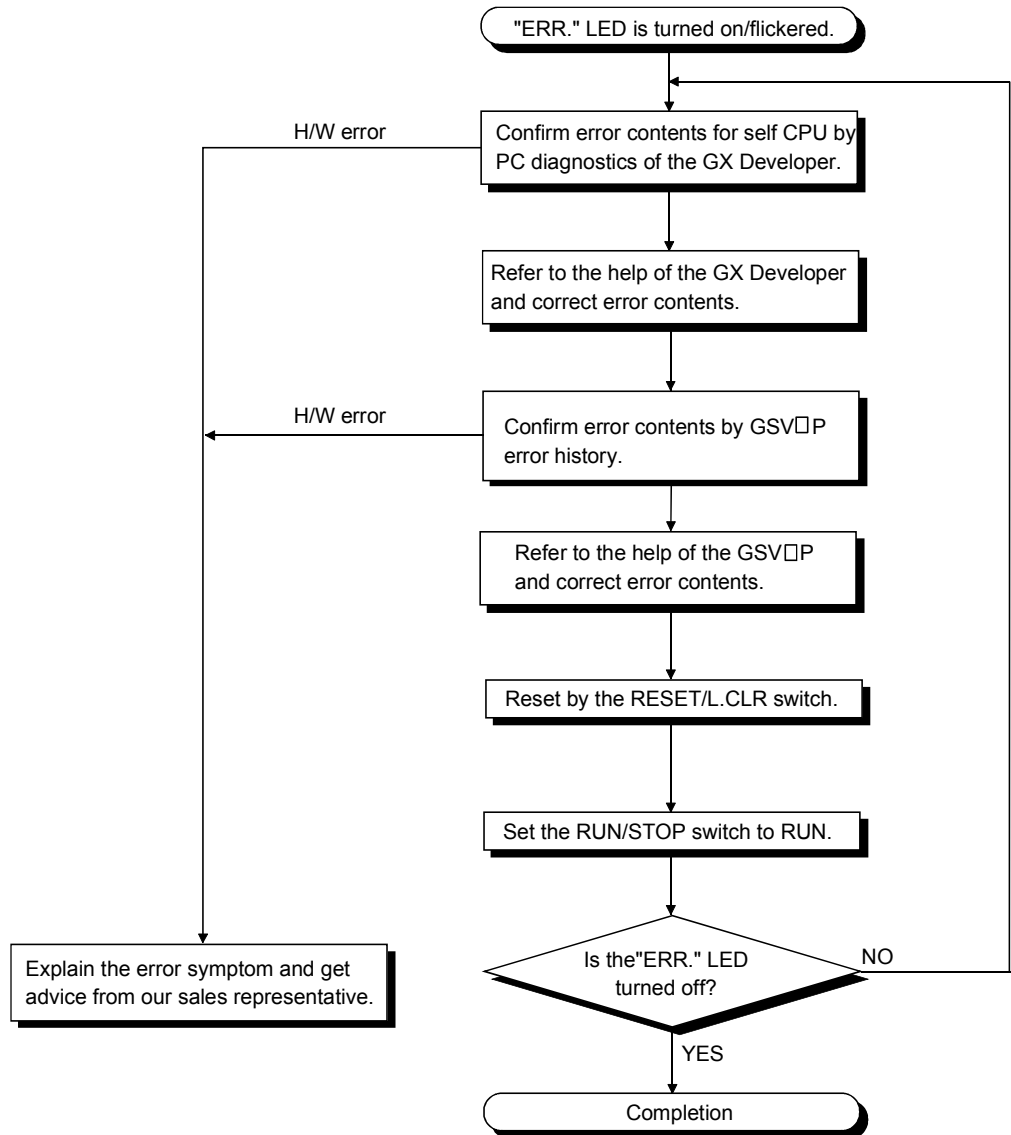 "ERR." LED is turned on/flickered.
H/W error
Confirm error contents for self CPU by
PC diagnostics of the GX Developer.
Refer to the help of the GX Developer
and correct error contents.
H/W error
Confirm error contents by GSV□P
error history.
Refer to the help of the GSV□P
and correct error contents.
Reset by the RESET/L.CLR switch.
Set the RUN/STOP switch to RUN.
Explain the error symptom and get
advice from our sales representative.
Is the"ERR." LED
turned off?
NO
YES
Completion